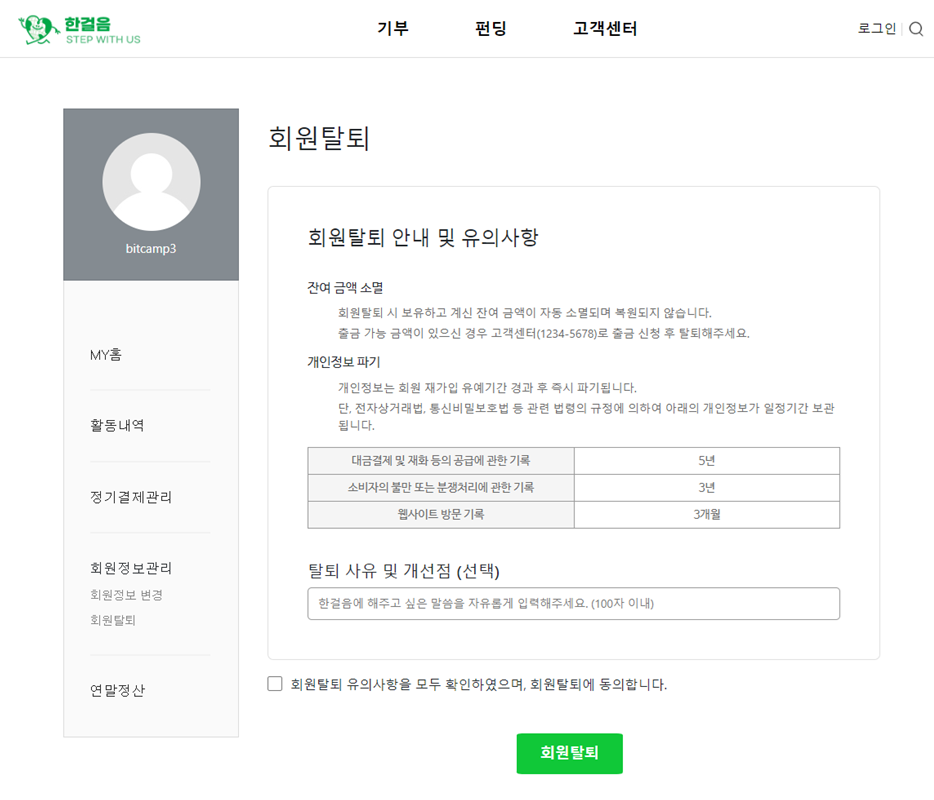 한걸음
STEP WITH US
기부
펀딩
고객센터
로그인
bitcamp3
MY홈
활동내역
정기결제관리
회원정보관리
회원정보 변경
회원탈퇴
연말정산
회원탈퇴
회원탈퇴 안내 및 유의사항
잔여 금액 소멸
회원탈퇴 시 보유하고 계신 잔여 금액이 자동 소멸되며 복원되지 않습니다.
출금 가능 금액이 있으신 경우 고객센터(1234-5678)로 출금 신청 후 탈퇴해주세요.
개인정보 파기
개인정보는 회원 재가입 유예기간 경과 후 즉시 파기됩니다.
단, 전자상거래법, 통신비밀보호법 등 관련 법령의 규정에 의하여 아래의 개인정보가 일정기간 보관
됩니다.
대금결제 및 재화 등의 공급에 관한 기록 5년
소비자의 불만 또는 분쟁처리에 관한 기록 3년
웹사이트 방문 기록 3개월
탈퇴 사유 및 개선점 (선택)
한걸음에 해주고 싶은 말씀을 자유롭게 입력해주세요. (100자 이내)
회원탈퇴 유의사항을 모두 확인하였으며, 회원탈퇴에 동의합니다.
회원탈퇴